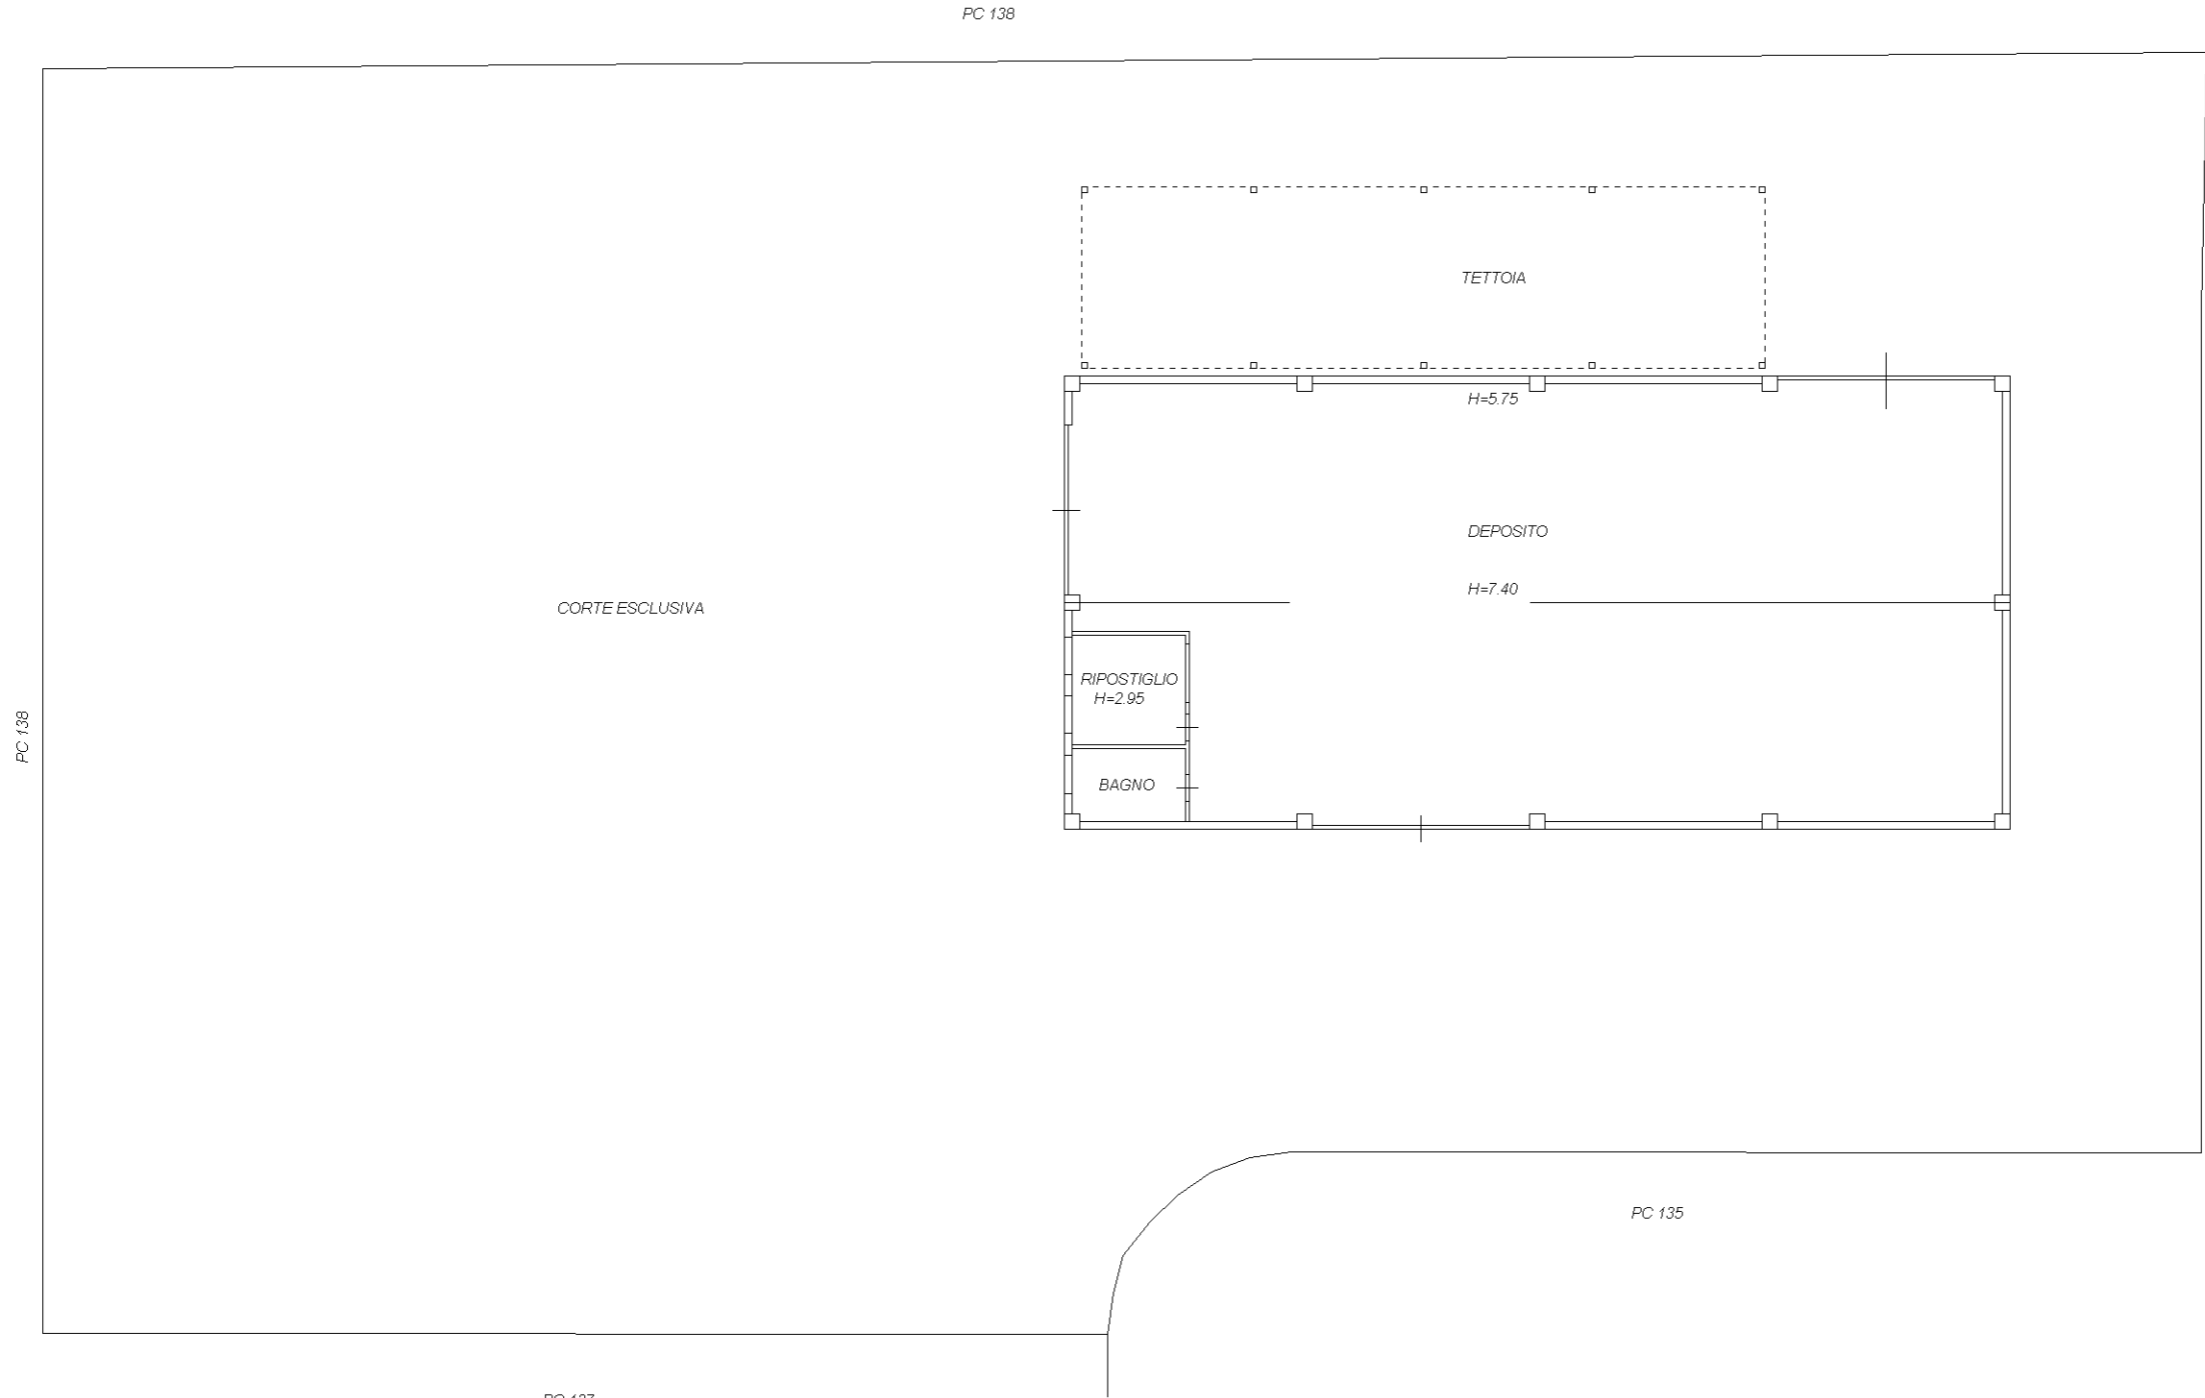 PC 138
TETTOIA
H=5.75
DEPOSITO
H=7.40
CORTE ESCLUSIVA
RIPOSTIGLIO
H=2.95
PC 138
BAGNO
PC 135